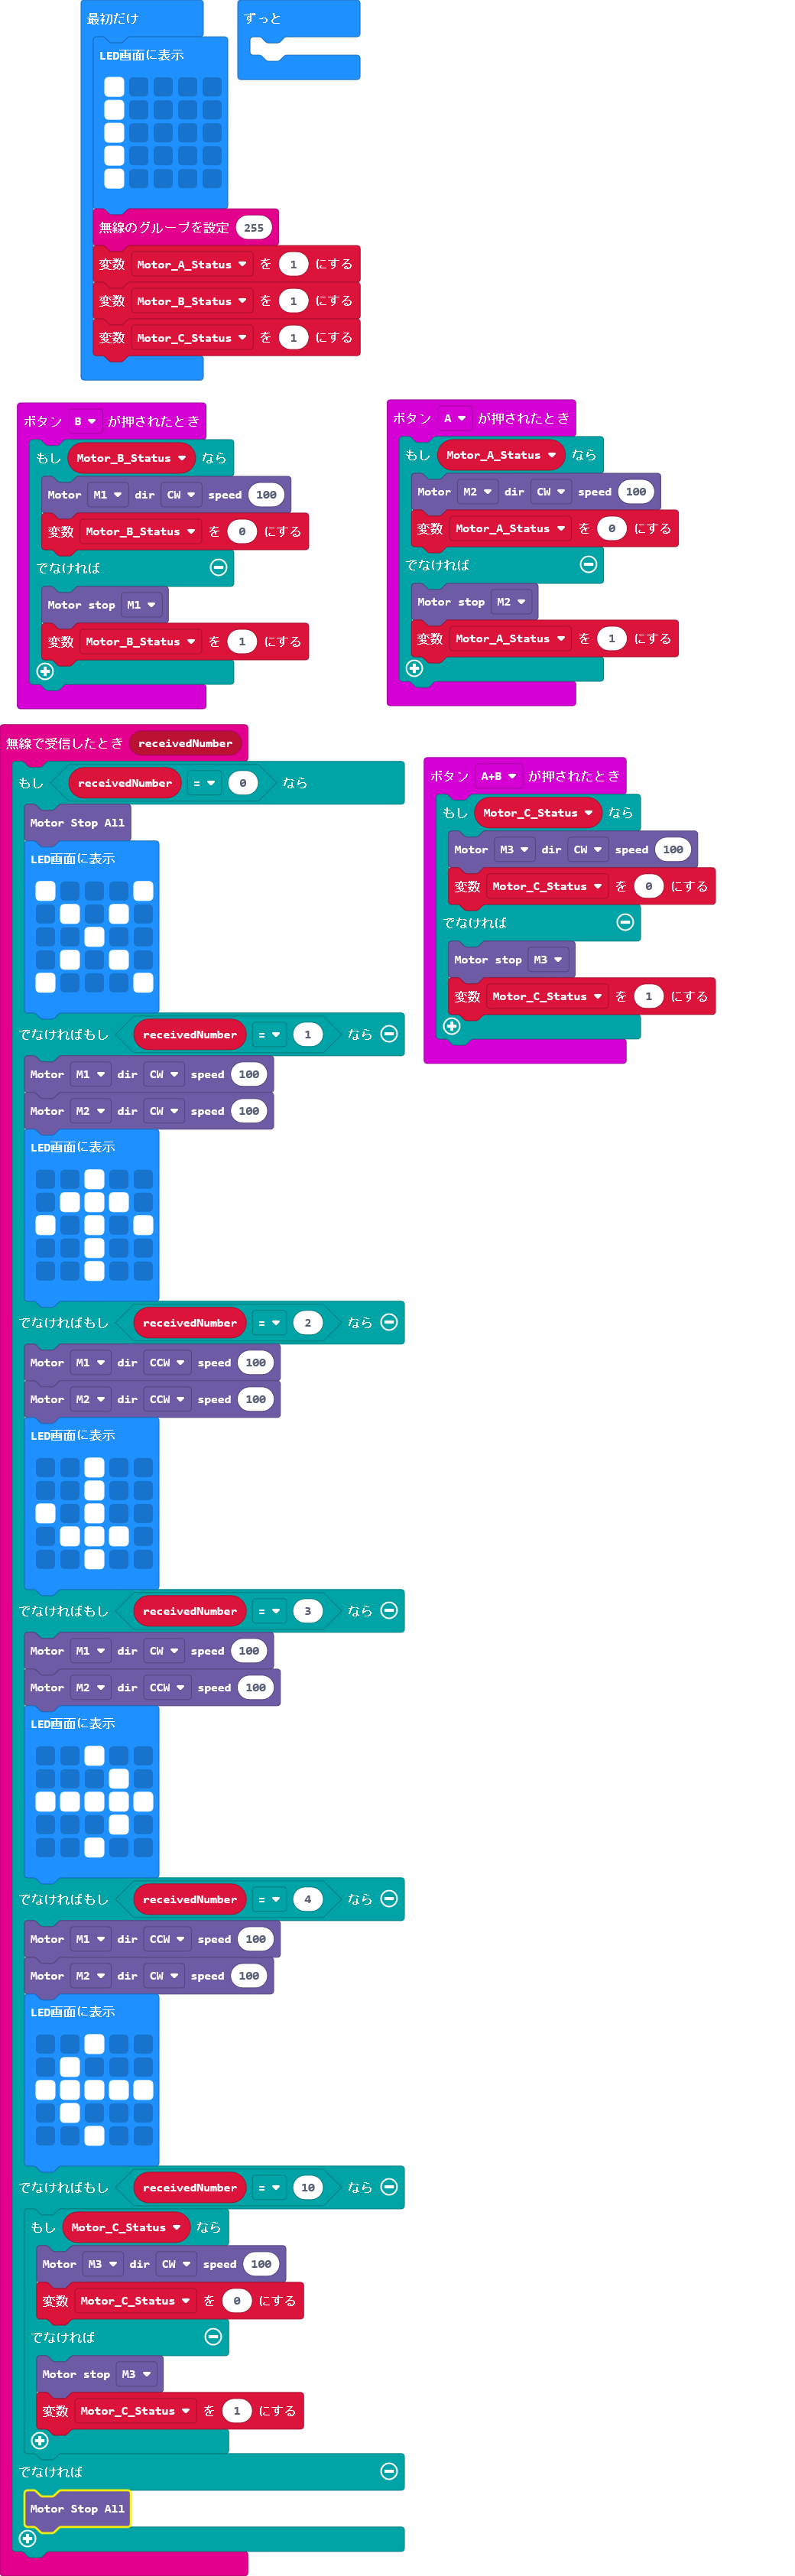 最初だけ
LED画面に表示
無線のグループを設定 255
変数 Motor_A_Status を 1 にする
変数 Motor_B_Status を 1 にする
変数 Motor_C_Status を 1 にする
ずっと
ボタン B が押されたとき
もし Motor_B_Status なら
Motor M1 dir CW speed 100
変数 Motor_B_Status を 0 にする
でなければ
Motor stop M1
変数 Motor_B_Status を 1 にする
ボタン A が押されたとき
もし Motor_A_Status なら
Motor M2 dir CW speed 100
変数 Motor_A_Status を 0 にする
でなければ
Motor stop M2
変数 Motor_A_Status を 1 にする
無線で受信したとき receivedNumber
もし receivedNumber = 0 なら
Motor Stop All
LED画面に表示
でなければもし receivedNumber = 1 なら
Motor M1 dir CW speed 100
Motor M2 dir CW speed 100
LED画面に表示
でなければもし receivedNumber = 2 なら
Motor M1 dir CCW speed 100
Motor M2 dir CCW speed 100
LED画面に表示
でなければもし receivedNumber = 3 なら
Motor M1 dir CW speed 100
Motor M2 dir CCW speed 100
LED画面に表示
でなければもし receivedNumber = 4 なら
Motor M1 dir CCW speed 100
Motor M2 dir CW speed 100
LED画面に表示
でなければもし receivedNumber = 10 なら
もし Motor_C_Status なら
Motor M3 dir CW speed 100
変数 Motor_C_Status を 0 にする
でなければ
Motor stop M3
変数 Motor_C_Status を 1 にする
でなければ
Motor Stop All
ボタン A+B が押されたとき
もし Motor_C_Status なら
Motor M3 dir CW speed 100
変数 Motor_C_Status を 0 にする
でなければ
Motor stop M3
変数 Motor_C_Status を 1 にする